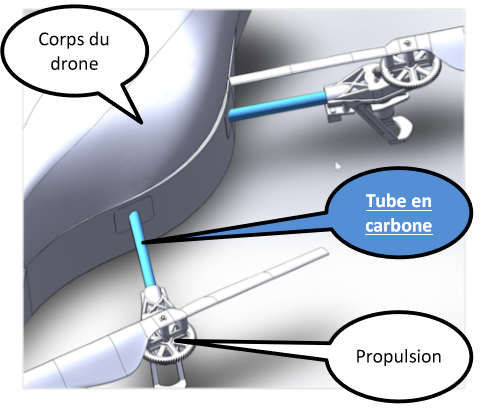 Corps du
drone
Tube en
carbone
Propulsion